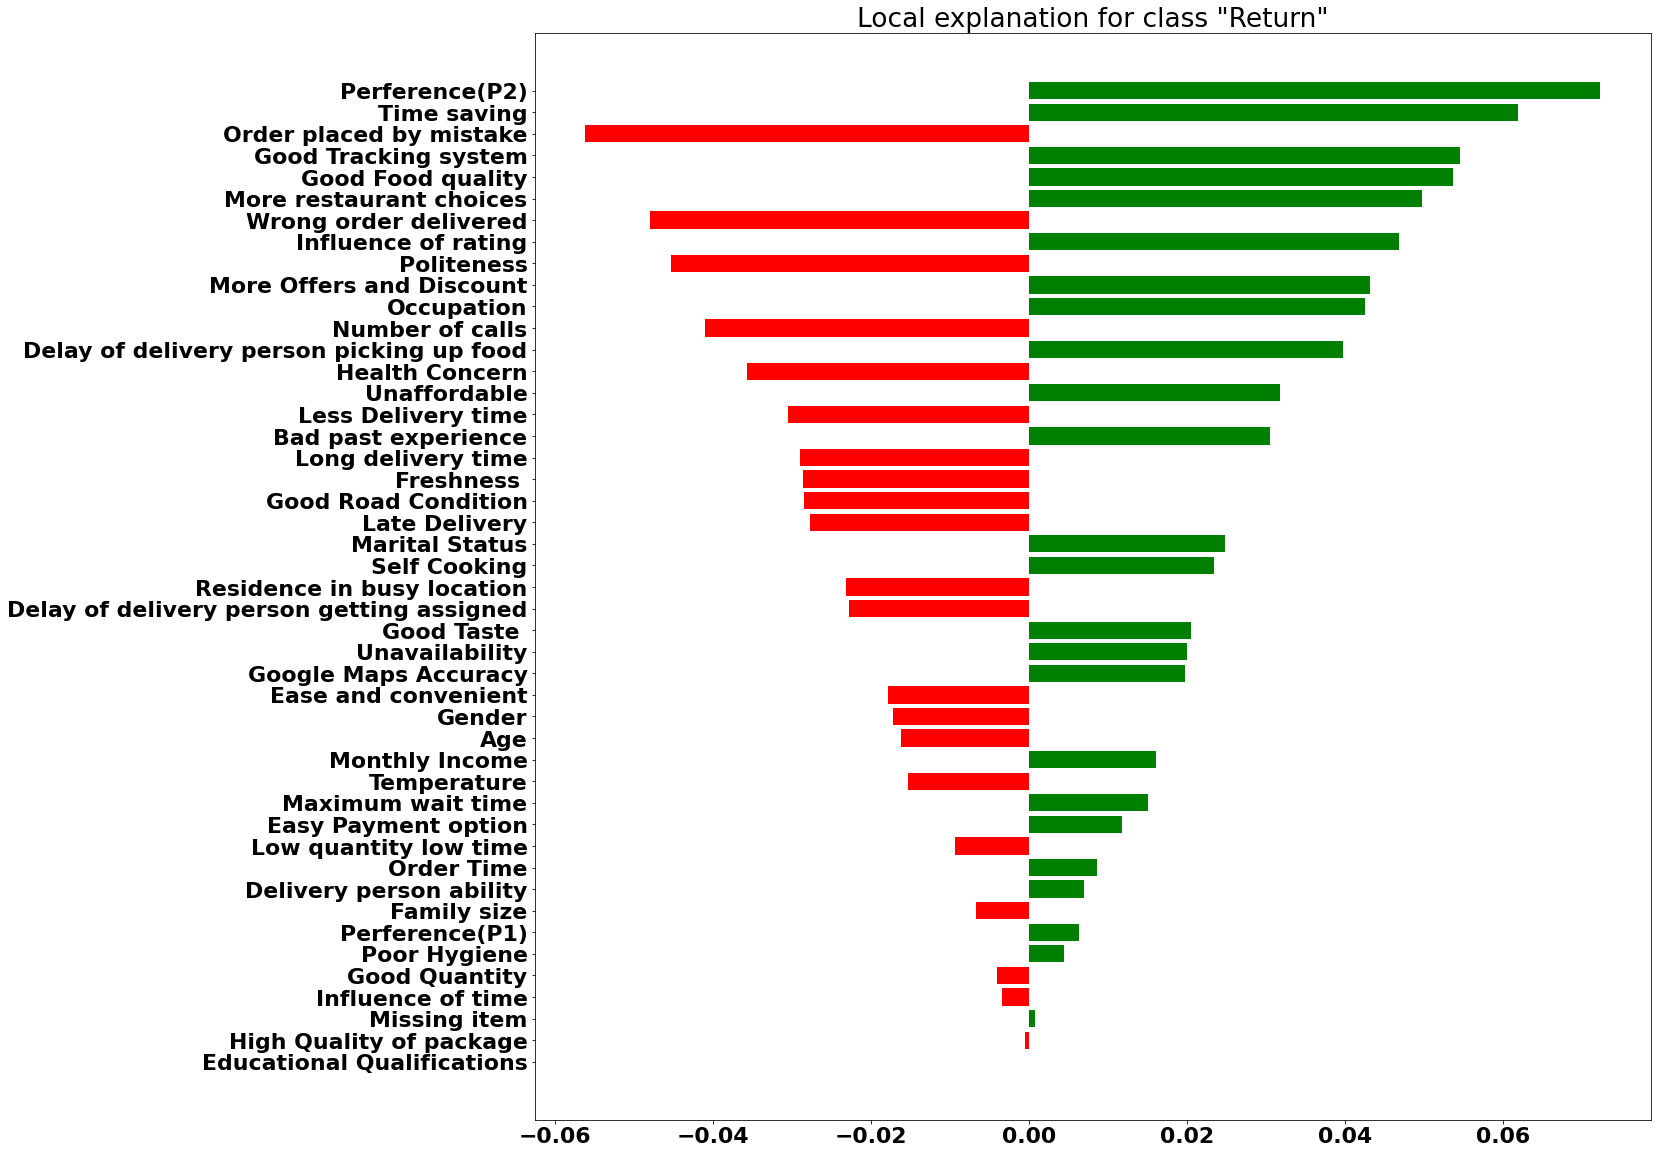 Local explanation for class "Return"
Perference(P2)
Time saving
Order placed by mistake
Good Tracking system
Good Food quality
More restaurant choices
Wrong order delivered
Influence of rating
Politeness
More Offers and Discount
Occupation
Number of calls
Delay of delivery person picking up food
Health Concern
Unaffordable
Less Delivery time
Bad past experience
Long delivery time
Freshness
Good Road Condition
Late Delivery
Marital Status
Self Cooking
Residence in busy location
Delay of delivery person getting assigned
Good Taste
Unavailability
Google Maps Accuracy
Ease and convenient
Gender
Age
Monthly Income
Temperature
Maximum wait time
Easy Payment option
Low quantity low time
Order Time
Delivery person ability
Family size
Perference(P1)
Poor Hygiene
Good Quantity
Influence of time
Missing item
High Quality of package
Educational Qualifications
−0.06 −0.04 −0.02 0.00 0.02 0.04 0.06